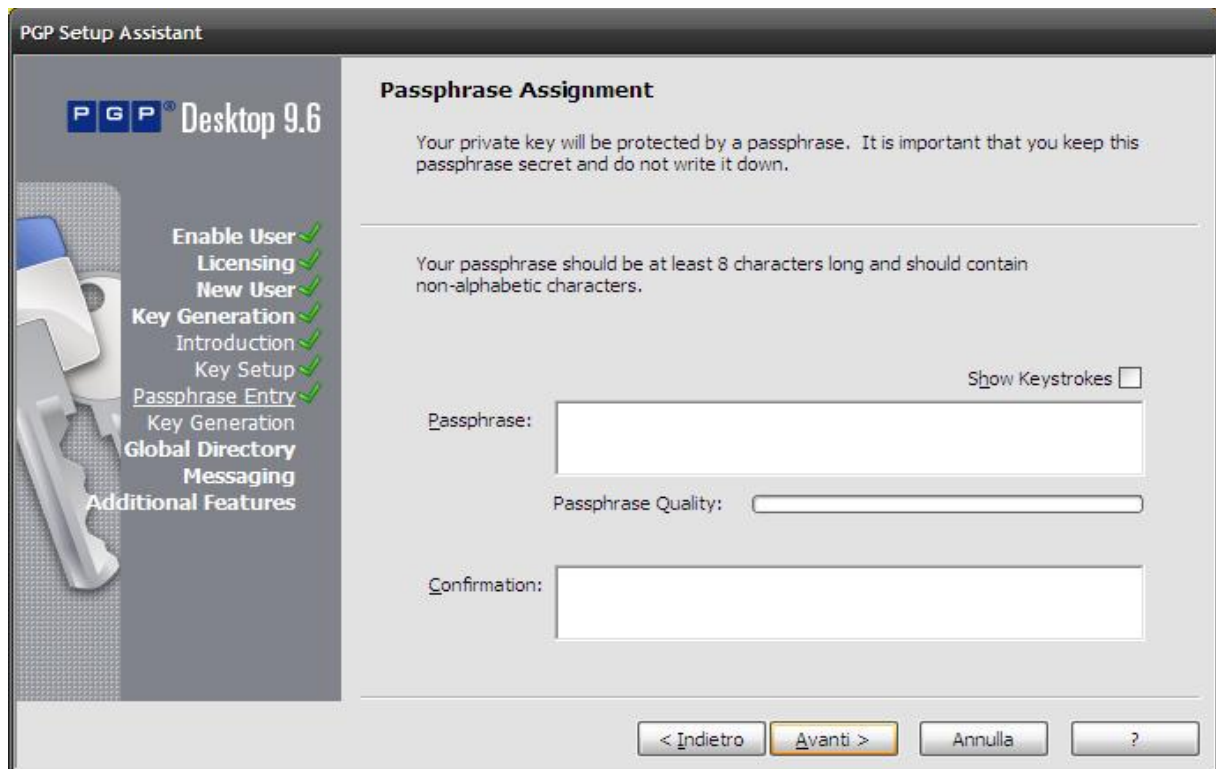 PGP Setup Assistant
PGP® Desktop 9.6
Enable User
Licensing
New User
Key Generation
Introduction
Key Setup
Passphrase Entry
Key Generation
Global Directory
Messaging
Additional Features
Passphrase Assignment
Your private key will be protected by a passphrase. It is important that you keep this
passphrase secret and do not write it down.
Your passphrase should be at least 8 characters long and should contain
non-alphabetic characters.
Show Keystrokes
Passphrase:
Passphrase Quality:
Confirmation:
< Indietro
Avanti >
Annulla
?